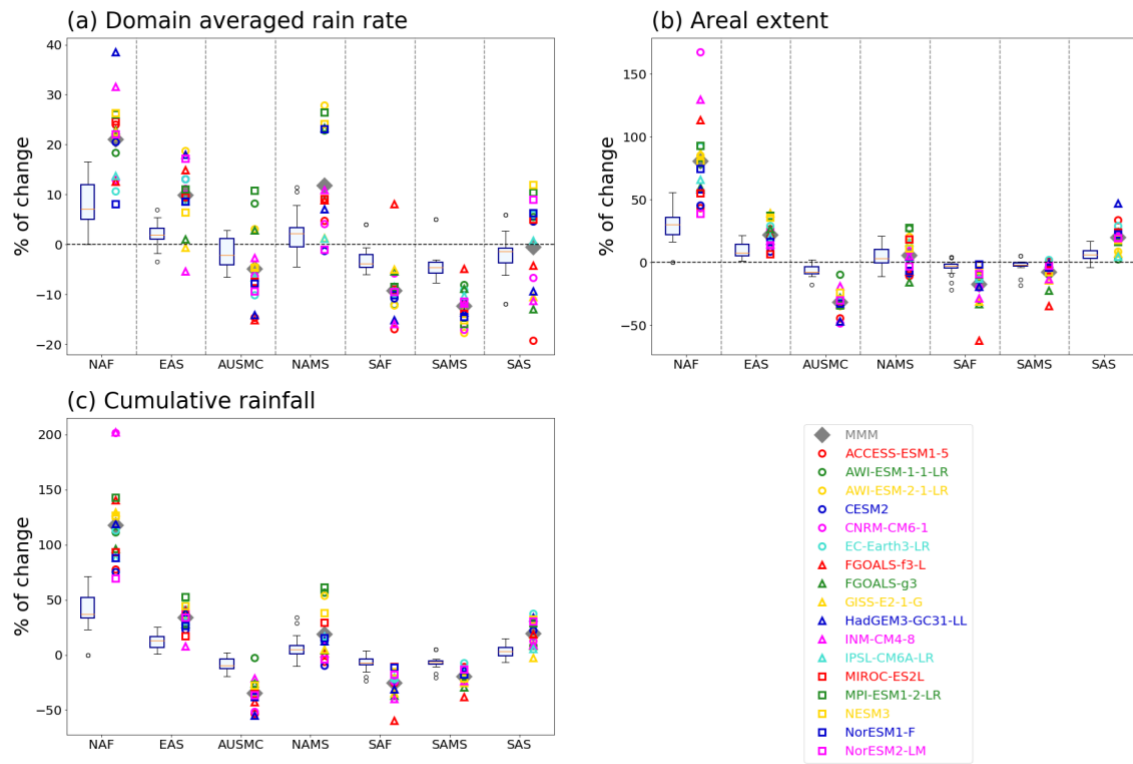 (a) Domain averaged rain rate
% of change
40
30
20
10
0
−10
−20
NAF EAS AUSMC NAMS SAF SAMS SAS
(b) Areal extent
% of change
150
100
50
0
−50
NAF EAS AUSMC NAMS SAF SAMS SAS
(c) Cumulative rainfall
% of change
200
150
100
50
0
−50
NAF EAS AUSMC NAMS SAF SAMS SAS
MMM
ACCESS-ESM1-5
AWI-ESM-1-1-LR
AWI-ESM-2-1-LR
CESM2
CNRM-CM6-1
EC-Earth3-LR
FGOALS-f3-L
FGOALS-g3
GISS-E2-1-G
HadGEM3-GC31-LL
INM-CM4-8
IPSL-CM6A-LR
MIROC-ES2L
MPI-ESM1-2-LR
NESM3
NorESM1-F
NorESM2-LM